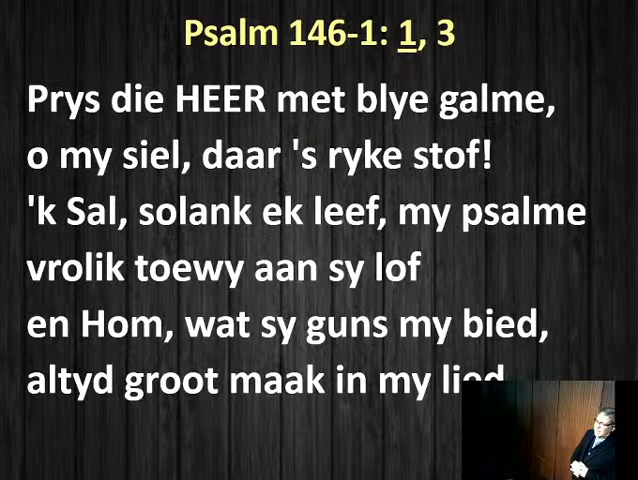 Psalm 146-1: 1, 3
Prys die HEER met blye galme,
o my siel, daar 's ryke stof!
'k Sal, solank ek leef, my psalme
vrolik toewy aan sy lof
en Hom, wat sy guns my bied,
altyd groot maak in my lied